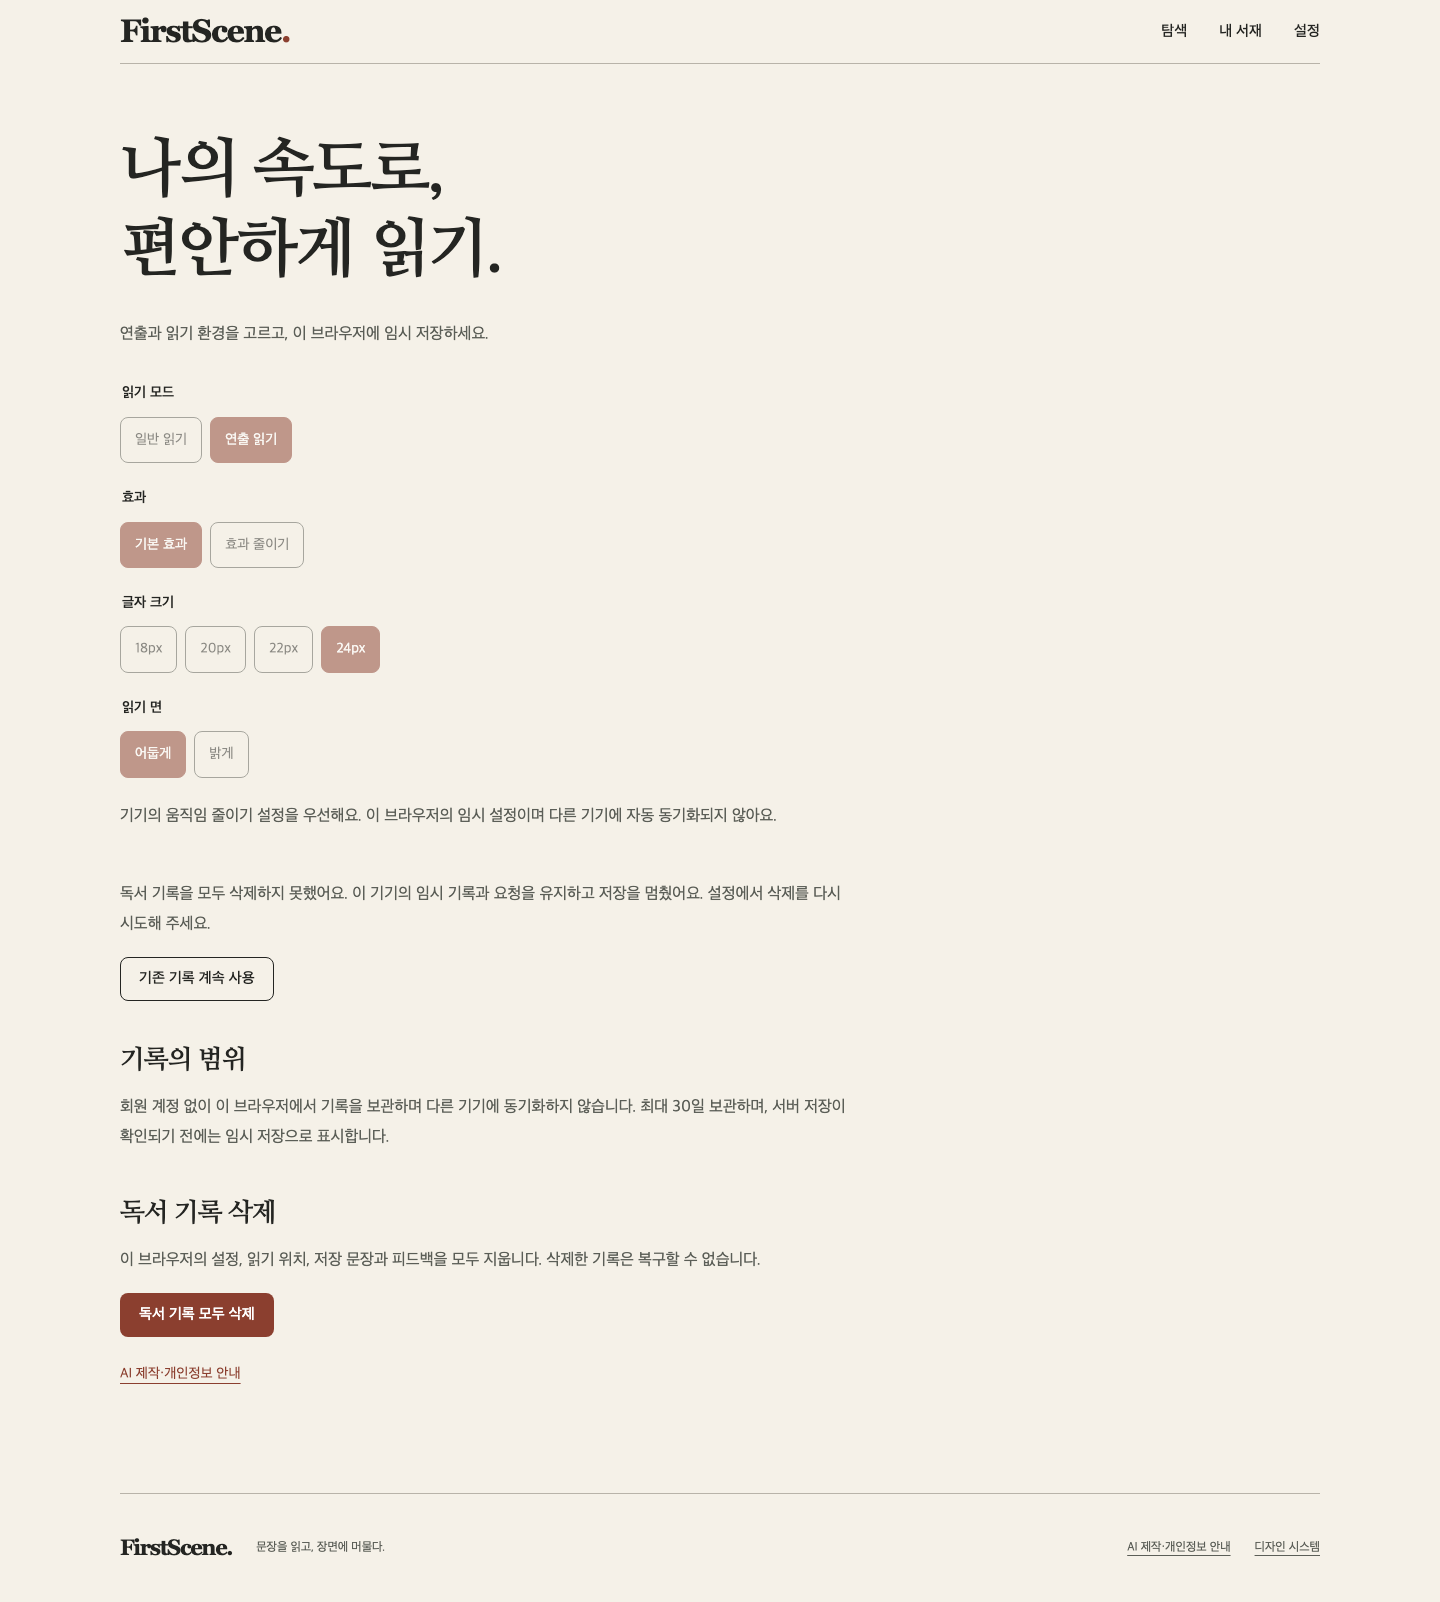 FirstScene.
탐색 내 서재 설정
나의 속도로,
편안하게 읽기.
연출과 읽기 환경을 고르고, 이 브라우저에 임시 저장하세요.
읽기 모드
일반 읽기 연출 읽기
효과
기본 효과 효과 줄이기
글자 크기
18px 20px 22px 24px
읽기 면
어둡게 밝게
기기의 움직임 줄이기 설정을 우선해요. 이 브라우저의 임시 설정이며 다른 기기에 자동 동기화되지 않아요.
독서 기록을 모두 삭제하지 못했어요. 이 기기의 임시 기록과 요청을 유지하고 저장을 멈췄어요. 설정에서 삭제를 다시
시도해 주세요.
기존 기록 계속 사용
기록의 범위
회원 계정 없이 이 브라우저에서 기록을 보관하며 다른 기기에 동기화하지 않습니다. 최대 30일 보관하며, 서버 저장이
확인되기 전에는 임시 저장으로 표시합니다.
독서 기록 삭제
이 브라우저의 설정, 읽기 위치, 저장 문장과 피드백을 모두 지웁니다. 삭제한 기록은 복구할 수 없습니다.
독서 기록 모두 삭제
AI 제작·개인정보 안내
FirstScene. 문장을 읽고, 장면에 머물다. AI 제작·개인정보 안내 디자인 시스템